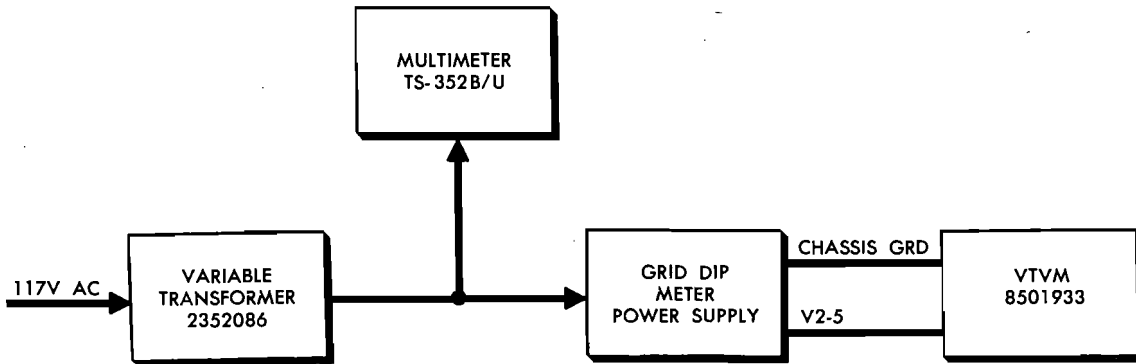 MULTIMETER
TS-352B/U
117V AC
VARIABLE
TRANSFORMER
2352086
GRID DIP
METER
POWER SUPPLY
CHASSIS GRD
V2-5
VTVM
8501933